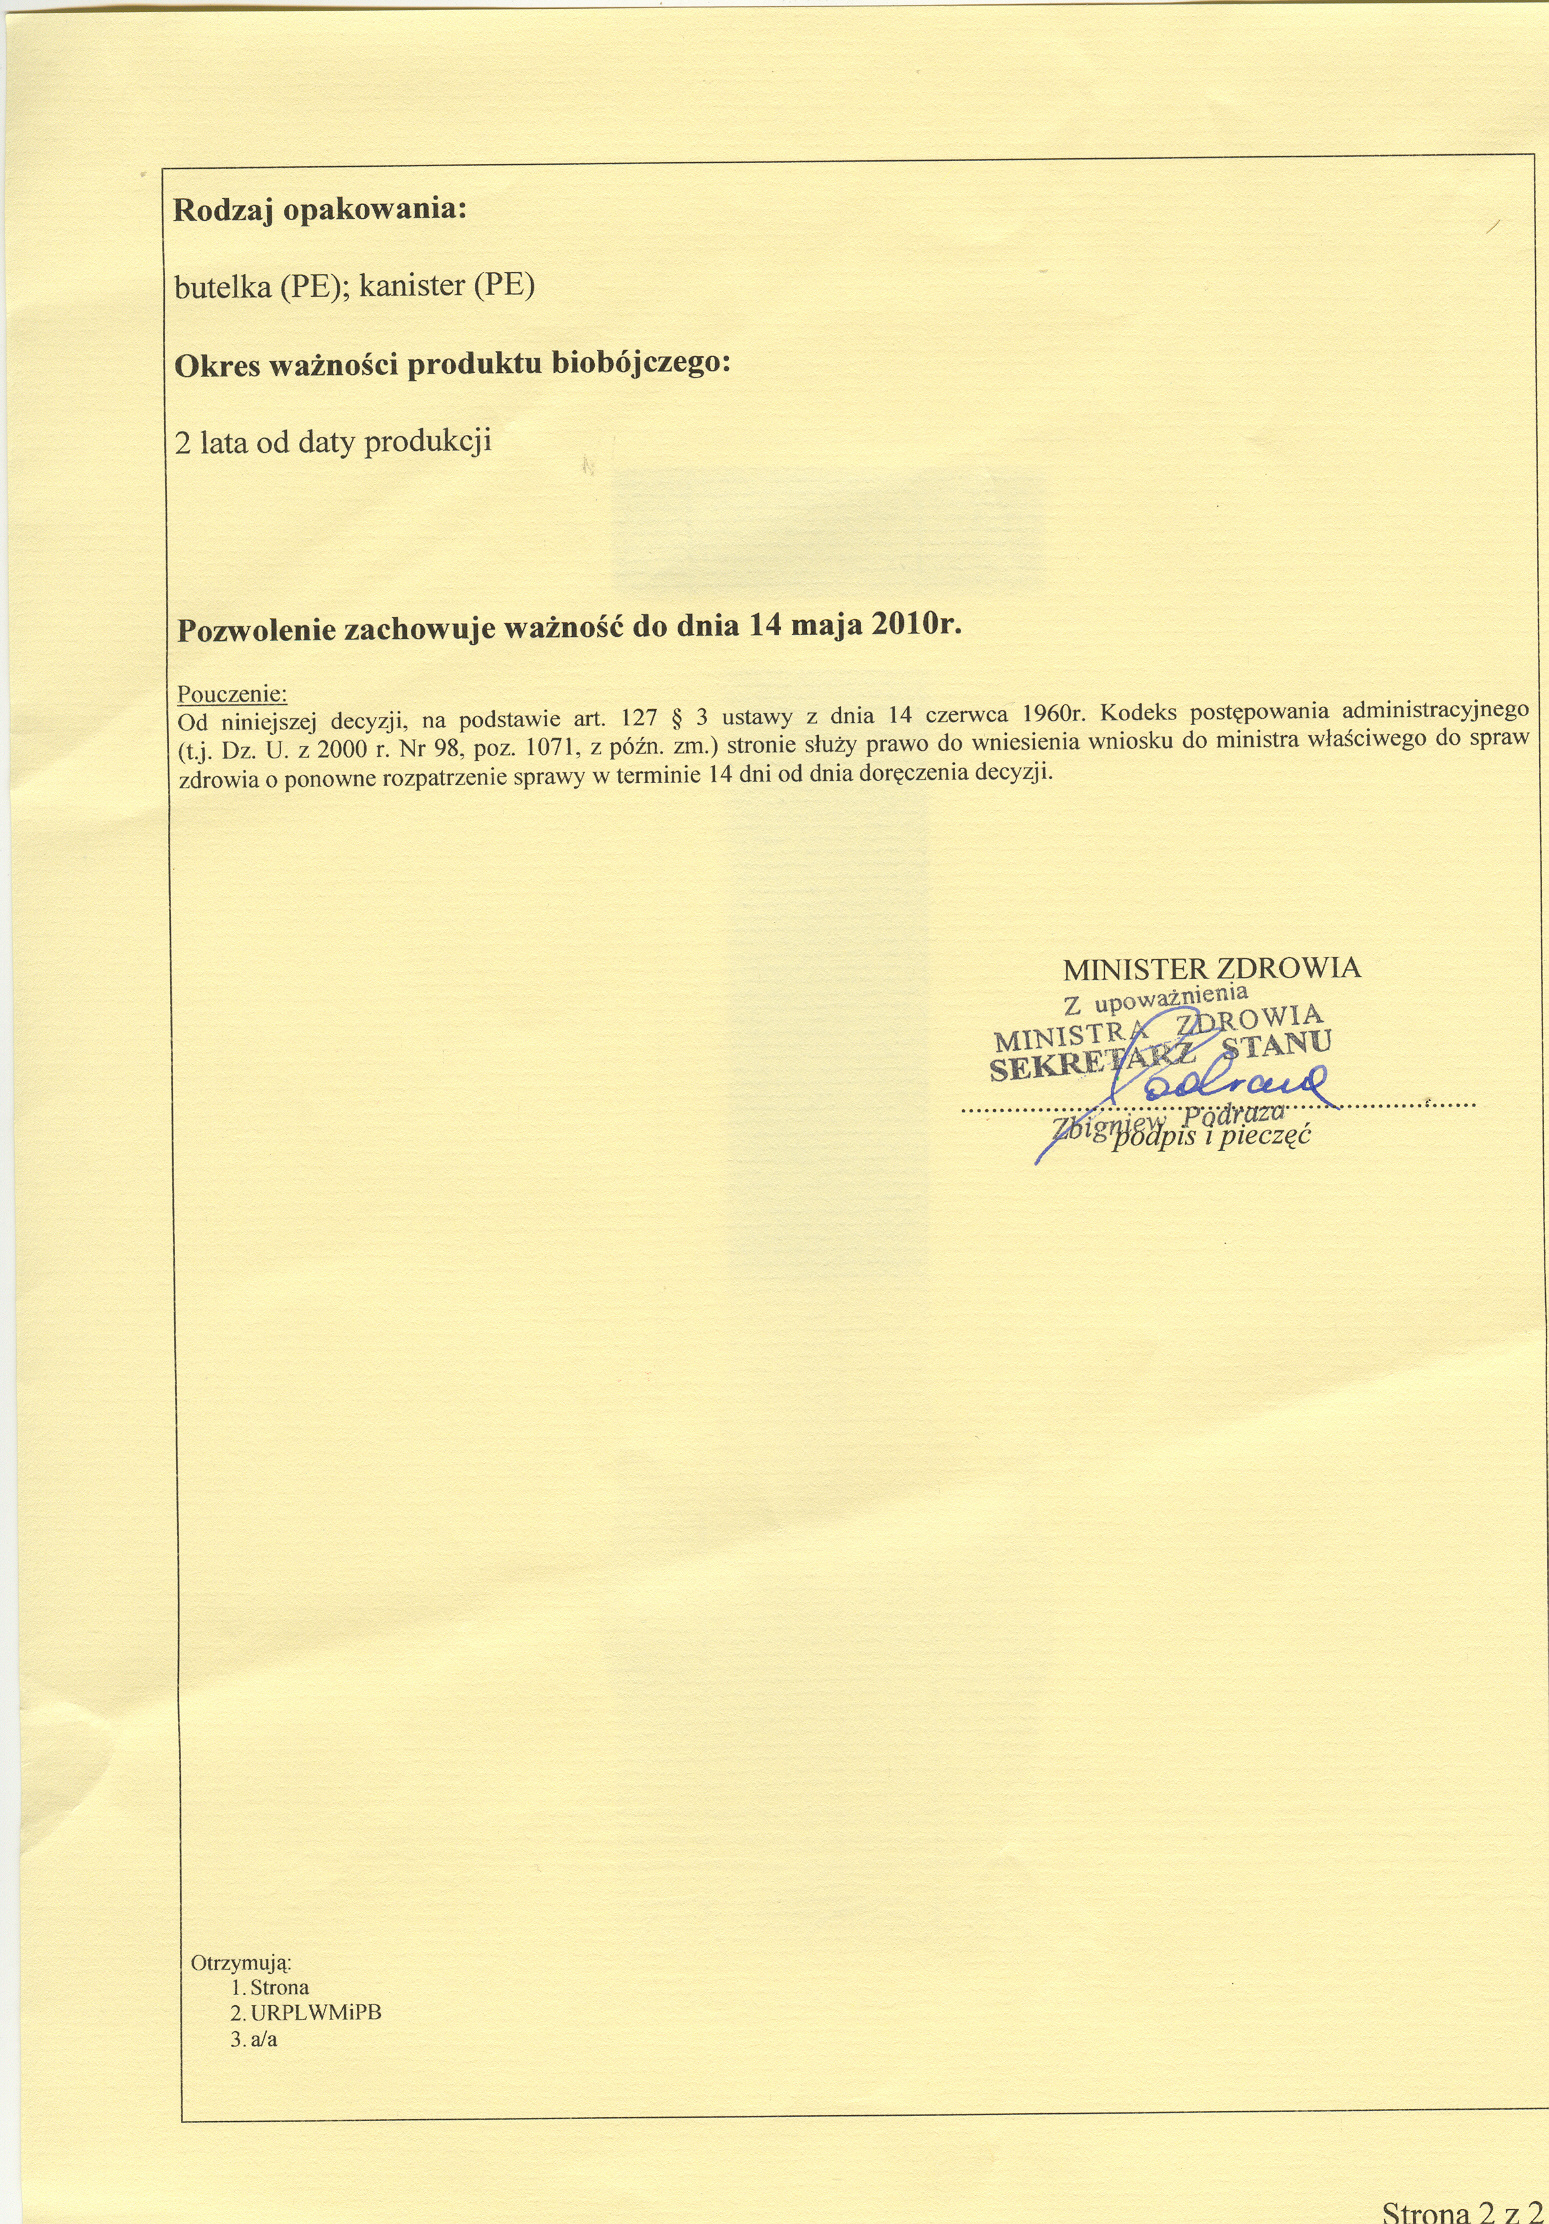 Rodzaj opakowania:
butelka (PE); kanister (PE)
Okres ważności produktu biobójczego:
2 lata od daty produkcji
Pozwolenie zachowuje ważność do dnia 14 maja 2010r.
Pouczenie:
Od niniejszej decyzji, na podstawie art. 127 § 3 ustawy z dnia 14 czerwca 1960r. Kodeks postępowania administracyjnego
(t.j. Dz. U. z 2000 r. Nr 98, poz. 1071, z późn. zm.) stronie służy prawo do wniesienia wniosku do ministra właściwego do spraw
zdrowia o ponowne rozpatrzenie sprawy w terminie 14 dni od dnia doręczenia decyzji.
MINISTER ZDROWIA
Z upoważnienia
MINISTRA ZDROWIA
SEKRETARZ STANU
Podraza
Zbigniew Podraza
podpis i pieczęć
Otrzymują:
1. Strona
2. URPLWMiPB
3. a/a
Strona 2 z 2